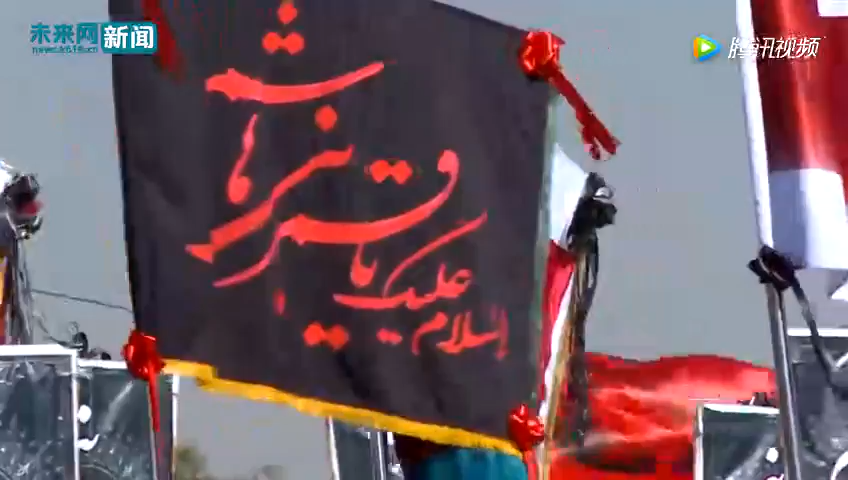 未来网
新闻
腾讯视频
السلام
علیک یا
قمر بنی هاشم